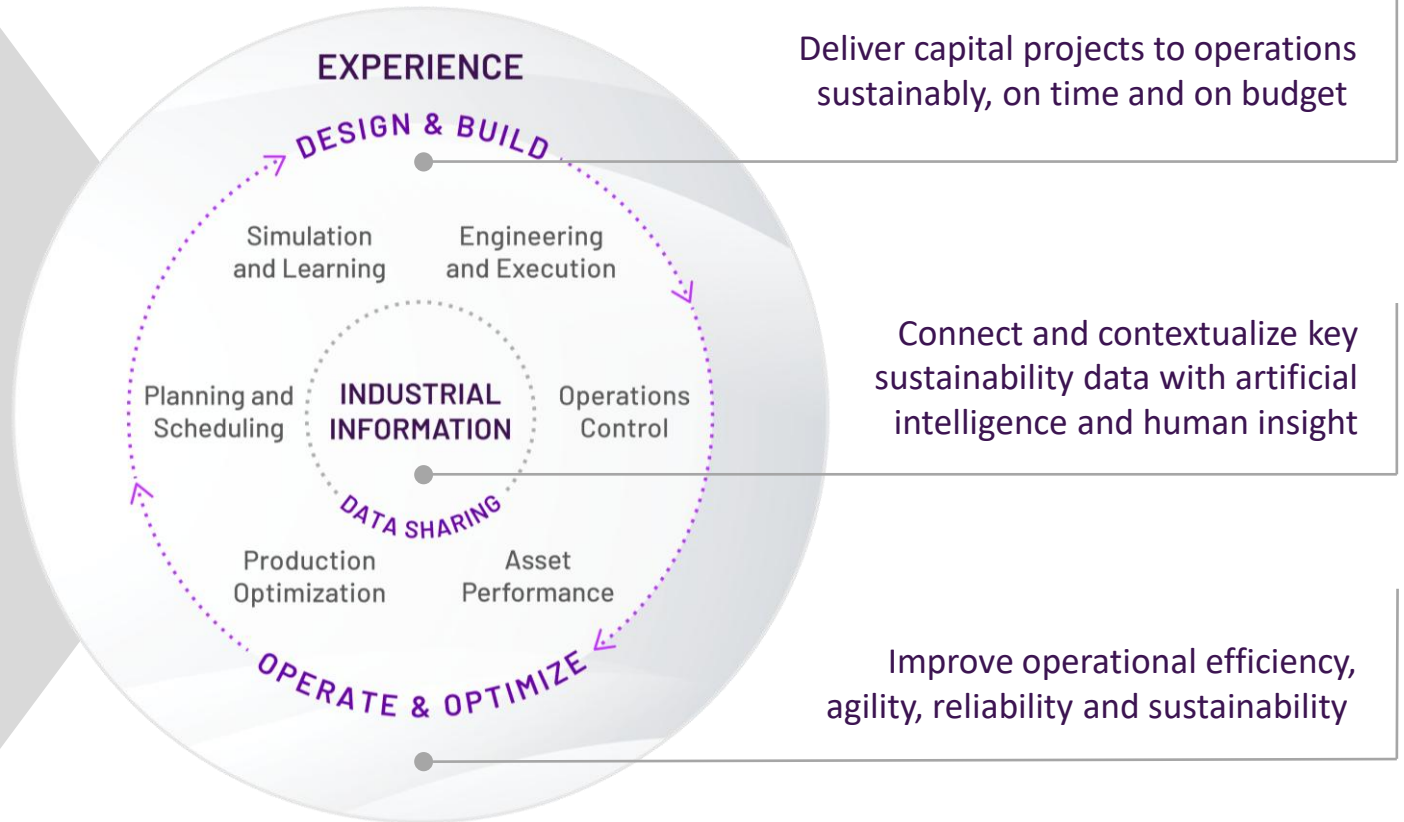 EXPERIENCE
DESIGN & BUILD
Simulation
and Learning
Engineering
and Execution
Planning and
Scheduling
INDUSTRIAL
INFORMATION
Operations
Control
DATA SHARING
Production
Optimization
Asset
Performance
OPERATE & OPTIMIZE
Deliver capital projects to operations
sustainably, on time and on budget
Connect and contextualize key
sustainability data with artificial
intelligence and human insight
Improve operational efficiency,
agility, reliability and sustainability